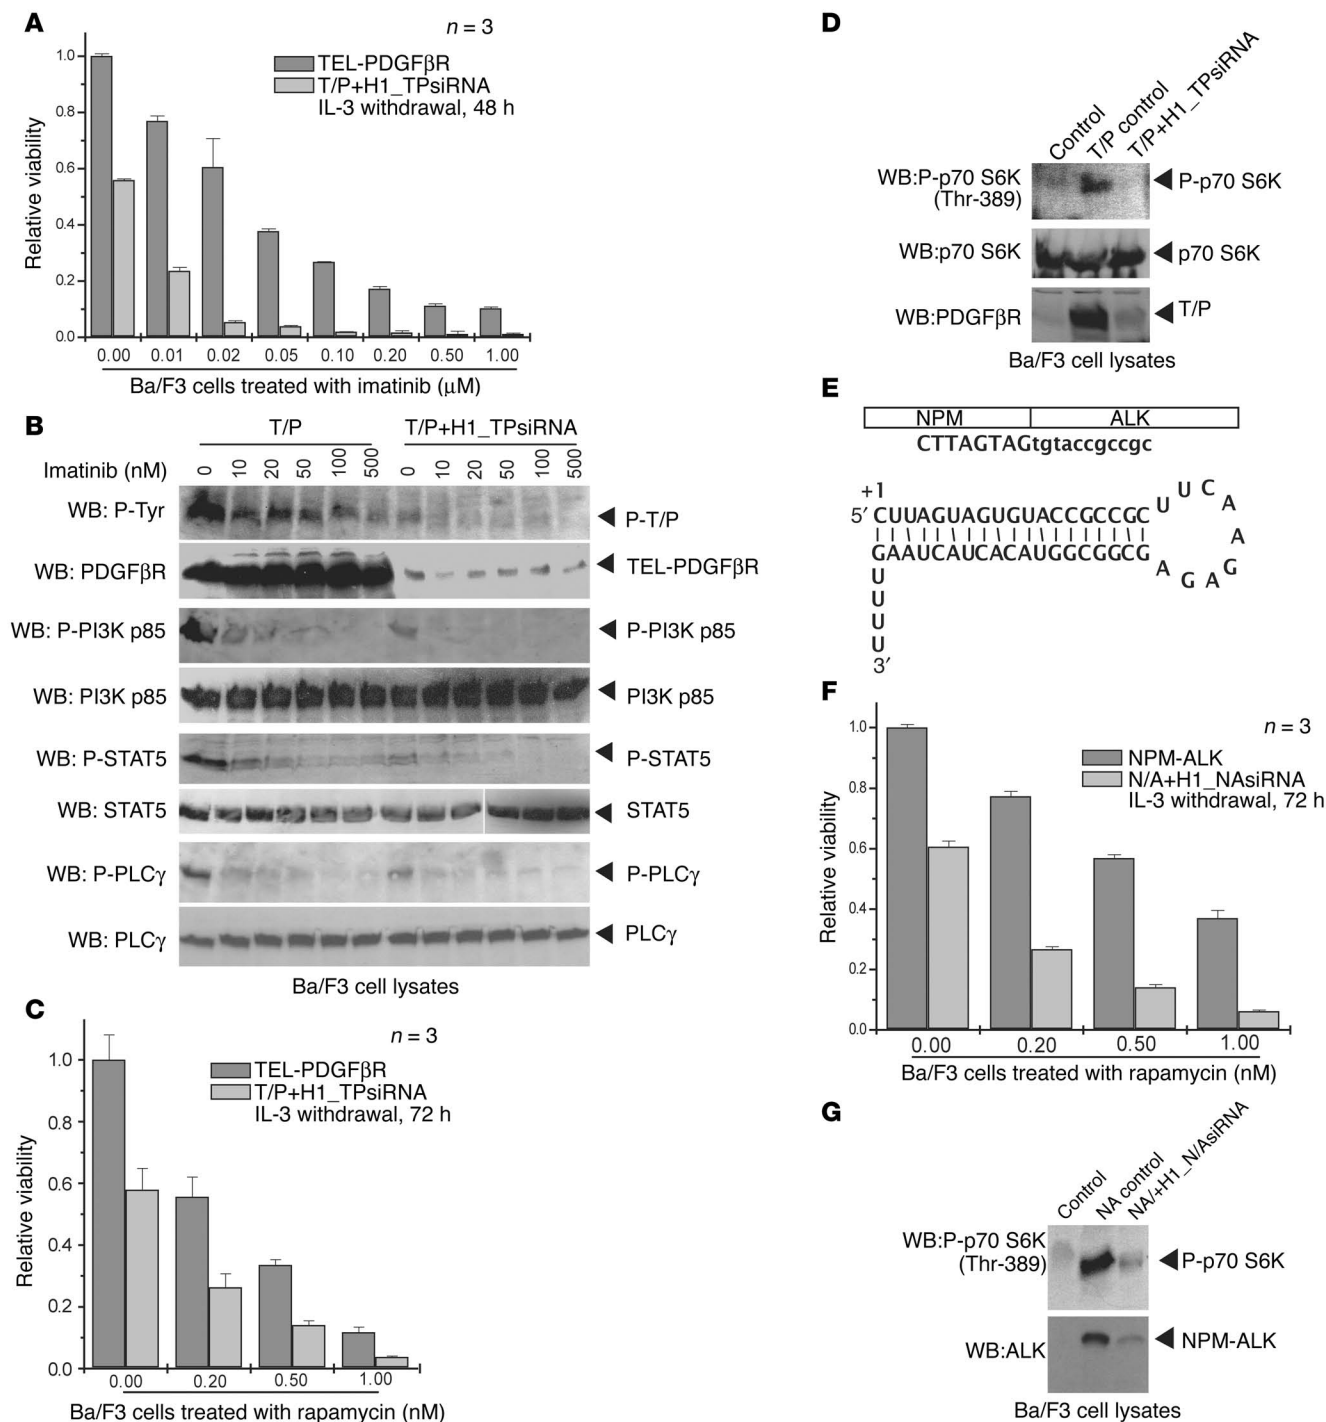 A
n = 3
TEL-PDGFβR
T/P+H1_TPsiRNA
IL-3 withdrawal, 48 h
Relative viability
1.0
0.8
0.6
0.4
0.2
0.0
0.00 0.01 0.02 0.05 0.10 0.20 0.50 1.00
Ba/F3 cells treated with imatinib (μM)
B
T/P T/P+H1_TPsiRNA
Imatinib (nM) 0 10 20 50 100 500 0 10 20 50 100 500
WB: P-Tyr P-T/P
WB: PDGFβR TEL-PDGFβR
WB: P-PI3K p85 P-PI3K p85
WB: PI3K p85 PI3K p85
WB: P-STAT5 P-STAT5
WB: STAT5 STAT5
WB: P-PLCγ P-PLCγ
WB: PLCγ PLCγ
Ba/F3 cell lysates
C
n = 3
TEL-PDGFβR
T/P+H1_TPsiRNA
IL-3 withdrawal, 72 h
Relative viability
1.0
0.8
0.6
0.4
0.2
0.0
0.00 0.20 0.50 1.00
Ba/F3 cells treated with rapamycin (nM)
D
Control T/P control T/P+H1_TPsiRNA
WB:P-p70 S6K P-p70 S6K
(Thr-389)
WB:p70 S6K p70 S6K
WB:PDGFβR T/P
Ba/F3 cell lysates
E
NPM ALK
CTTAGTAGtgtaccgccgc
+1
5′ CUUAGUAGUGUACCGCCGC UUCAAGAGA
GAAUCAUCACAUGGCGGCG
U
U
U
U
3′
F
n = 3
NPM-ALK
N/A+H1_NAsiRNA
IL-3 withdrawal, 72 h
Relative viability
1.0
0.8
0.6
0.4
0.2
0.0
0.00 0.20 0.50 1.00
Ba/F3 cells treated with rapamycin (nM)
G
Control NA control NA/+H1_N/AsiRNA
WB:P-p70 S6K P-p70 S6K
(Thr-389)
WB:ALK NPM-ALK
Ba/F3 cell lysates